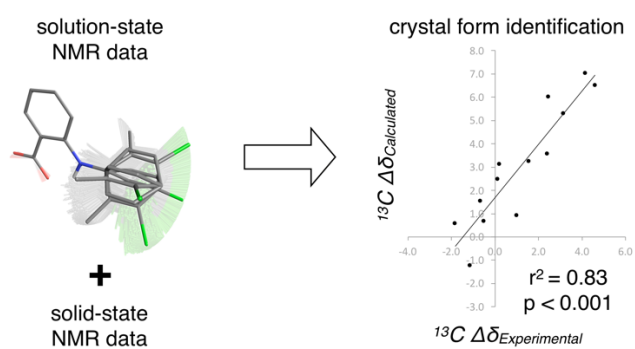 solution-state
NMR data
+
solid-state
NMR data
crystal form identification
¹³C ΔδCalculated
8.0
7.0
6.0
5.0
4.0
3.0
2.0
1.0
0.0
-1.0
-2.0
-3.0
-4.0
-2.0
0.0
2.0
4.0
6.0
r² = 0.83
p < 0.001
¹³C ΔδExperimental